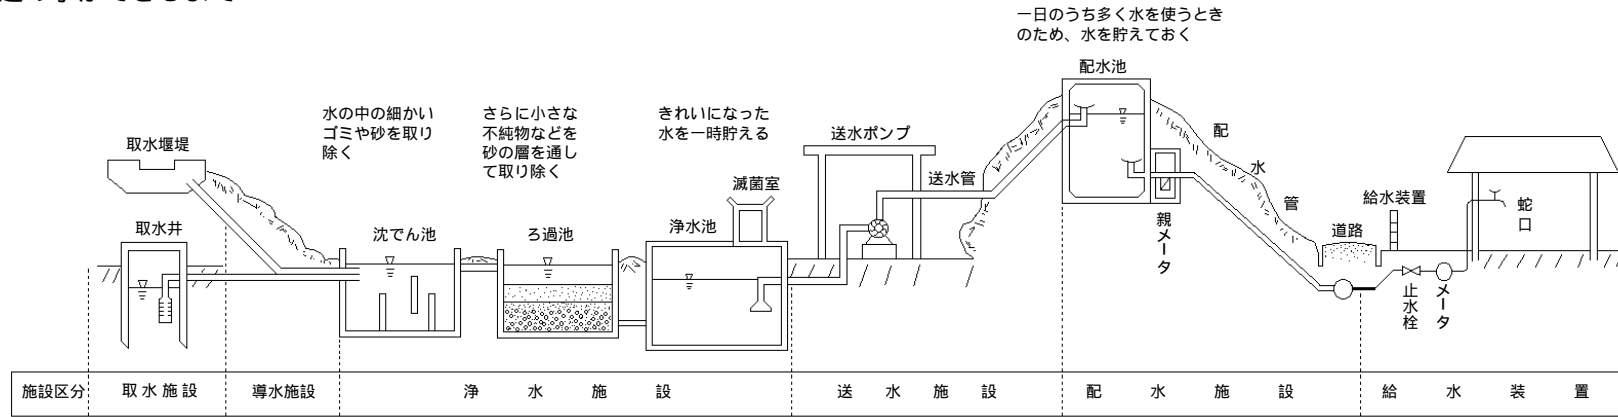 一日のうち多く水を使うとき
のため、水を貯えておく
配水池
水の中の細かい
ゴミや砂を取り
除く
さらに小さな
不純物などを
砂の層を通し
て取り除く
きれいになった
水を一時貯える
取水堰堤
送水ポンプ
配水管
滅菌室
送水管
給水装置
蛇口
取水井
沈でん池
ろ過池
浄水池
親メータ
道路
止水栓
メータ
施設区分
取水施設
導水施設
浄水施設
送水施設
配水施設
給水装置